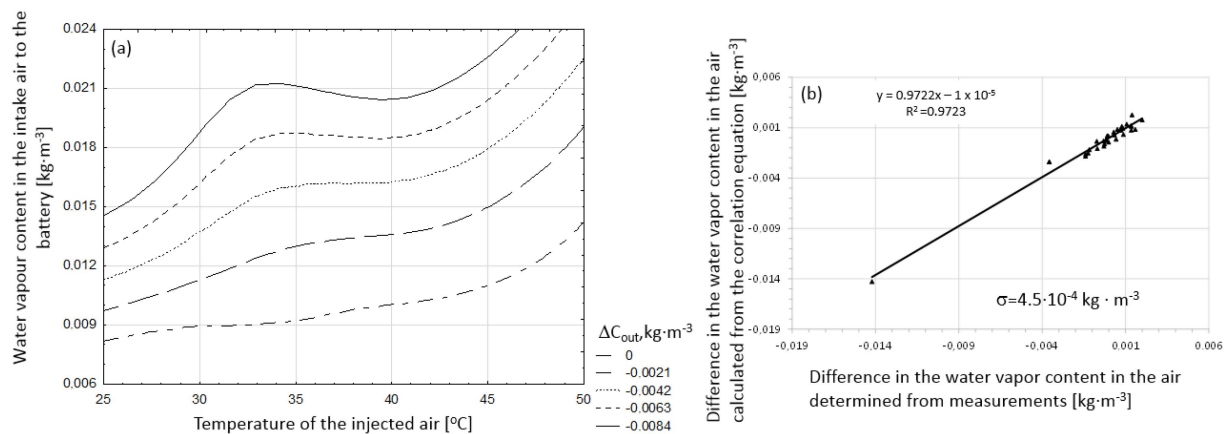 Water vapour content in the intake air to the
battery [kg·m-3]
(a)
0.024
0.021
0.018
0.015
0.012
0.009
0.006
25 30 35 40 45 50
Temperature of the injected air [oC]
ΔCout,kg·m-3
0
-0.0021
-0.0042
-0.0063
-0.0084
Difference in the water vapor content in the air
calculated from the correlation equation [kg·m-3]
(b)
0,006
0,001
-0,004
-0,009
-0,014
-0,019
y = 0.9722x – 1 x 10-5
R2 =0.9723
σ=4.5·10-4 kg · m-3
-0,019 -0,014 -0,009 -0,004 0,001 0,006
Difference in the water vapor content in the air
determined from measurements [kg·m-3]